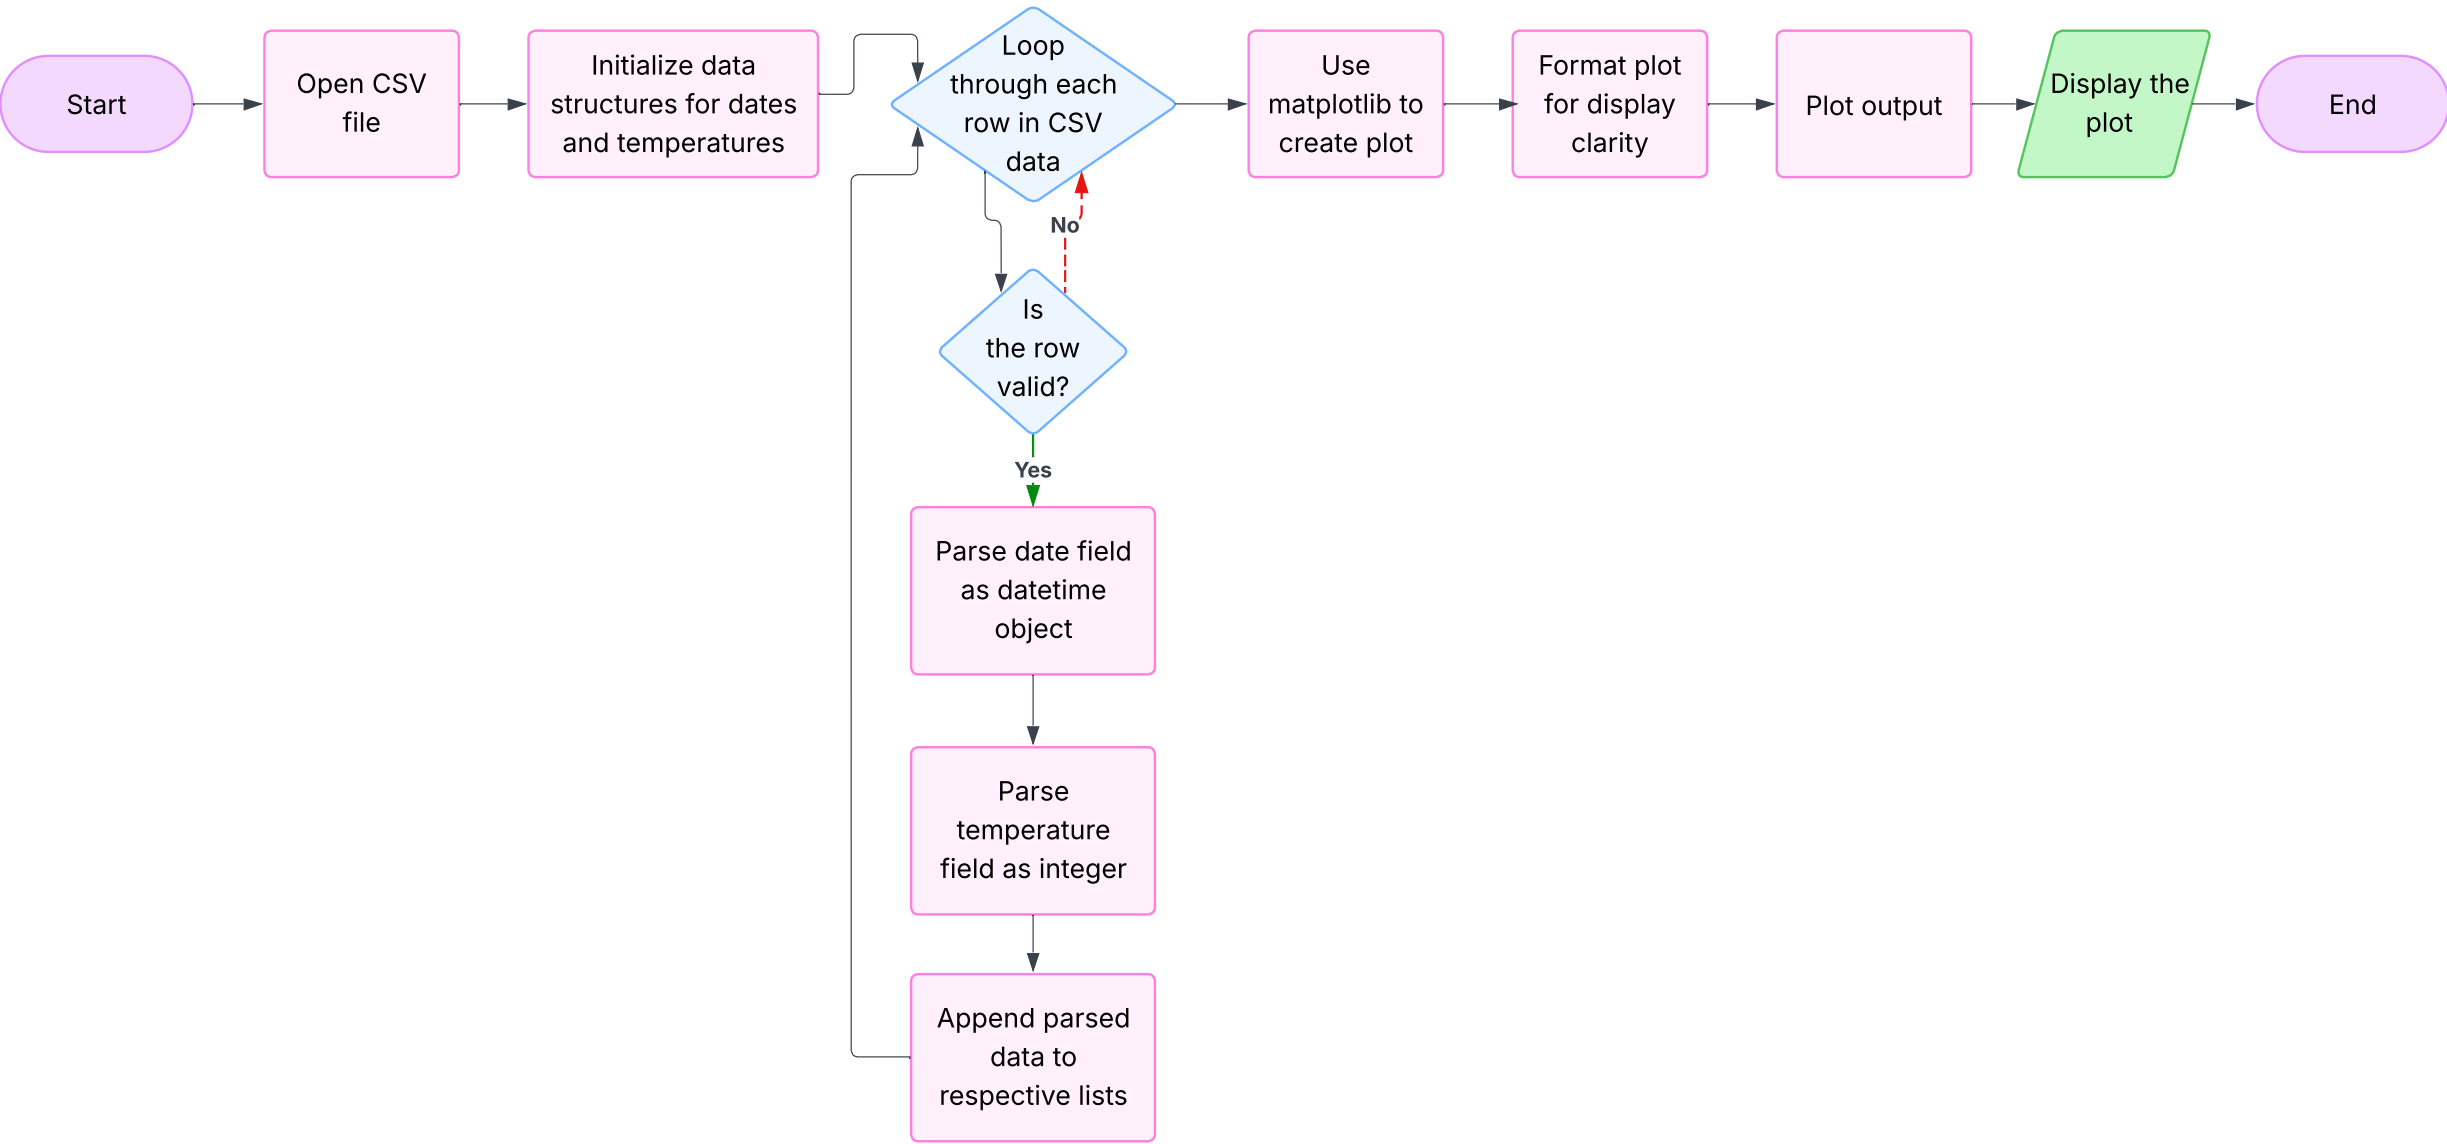 Start
Open CSV
file
Initialize data
structures for dates
and temperatures
Loop
through each
row in CSV
data
Use
matplotlib to
create plot
Format plot
for display
clarity
Plot output
Display the
plot
End
No
Is
the row
valid?
Yes
Parse date field
as datetime
object
Parse
temperature
field as integer
Append parsed
data to
respective lists